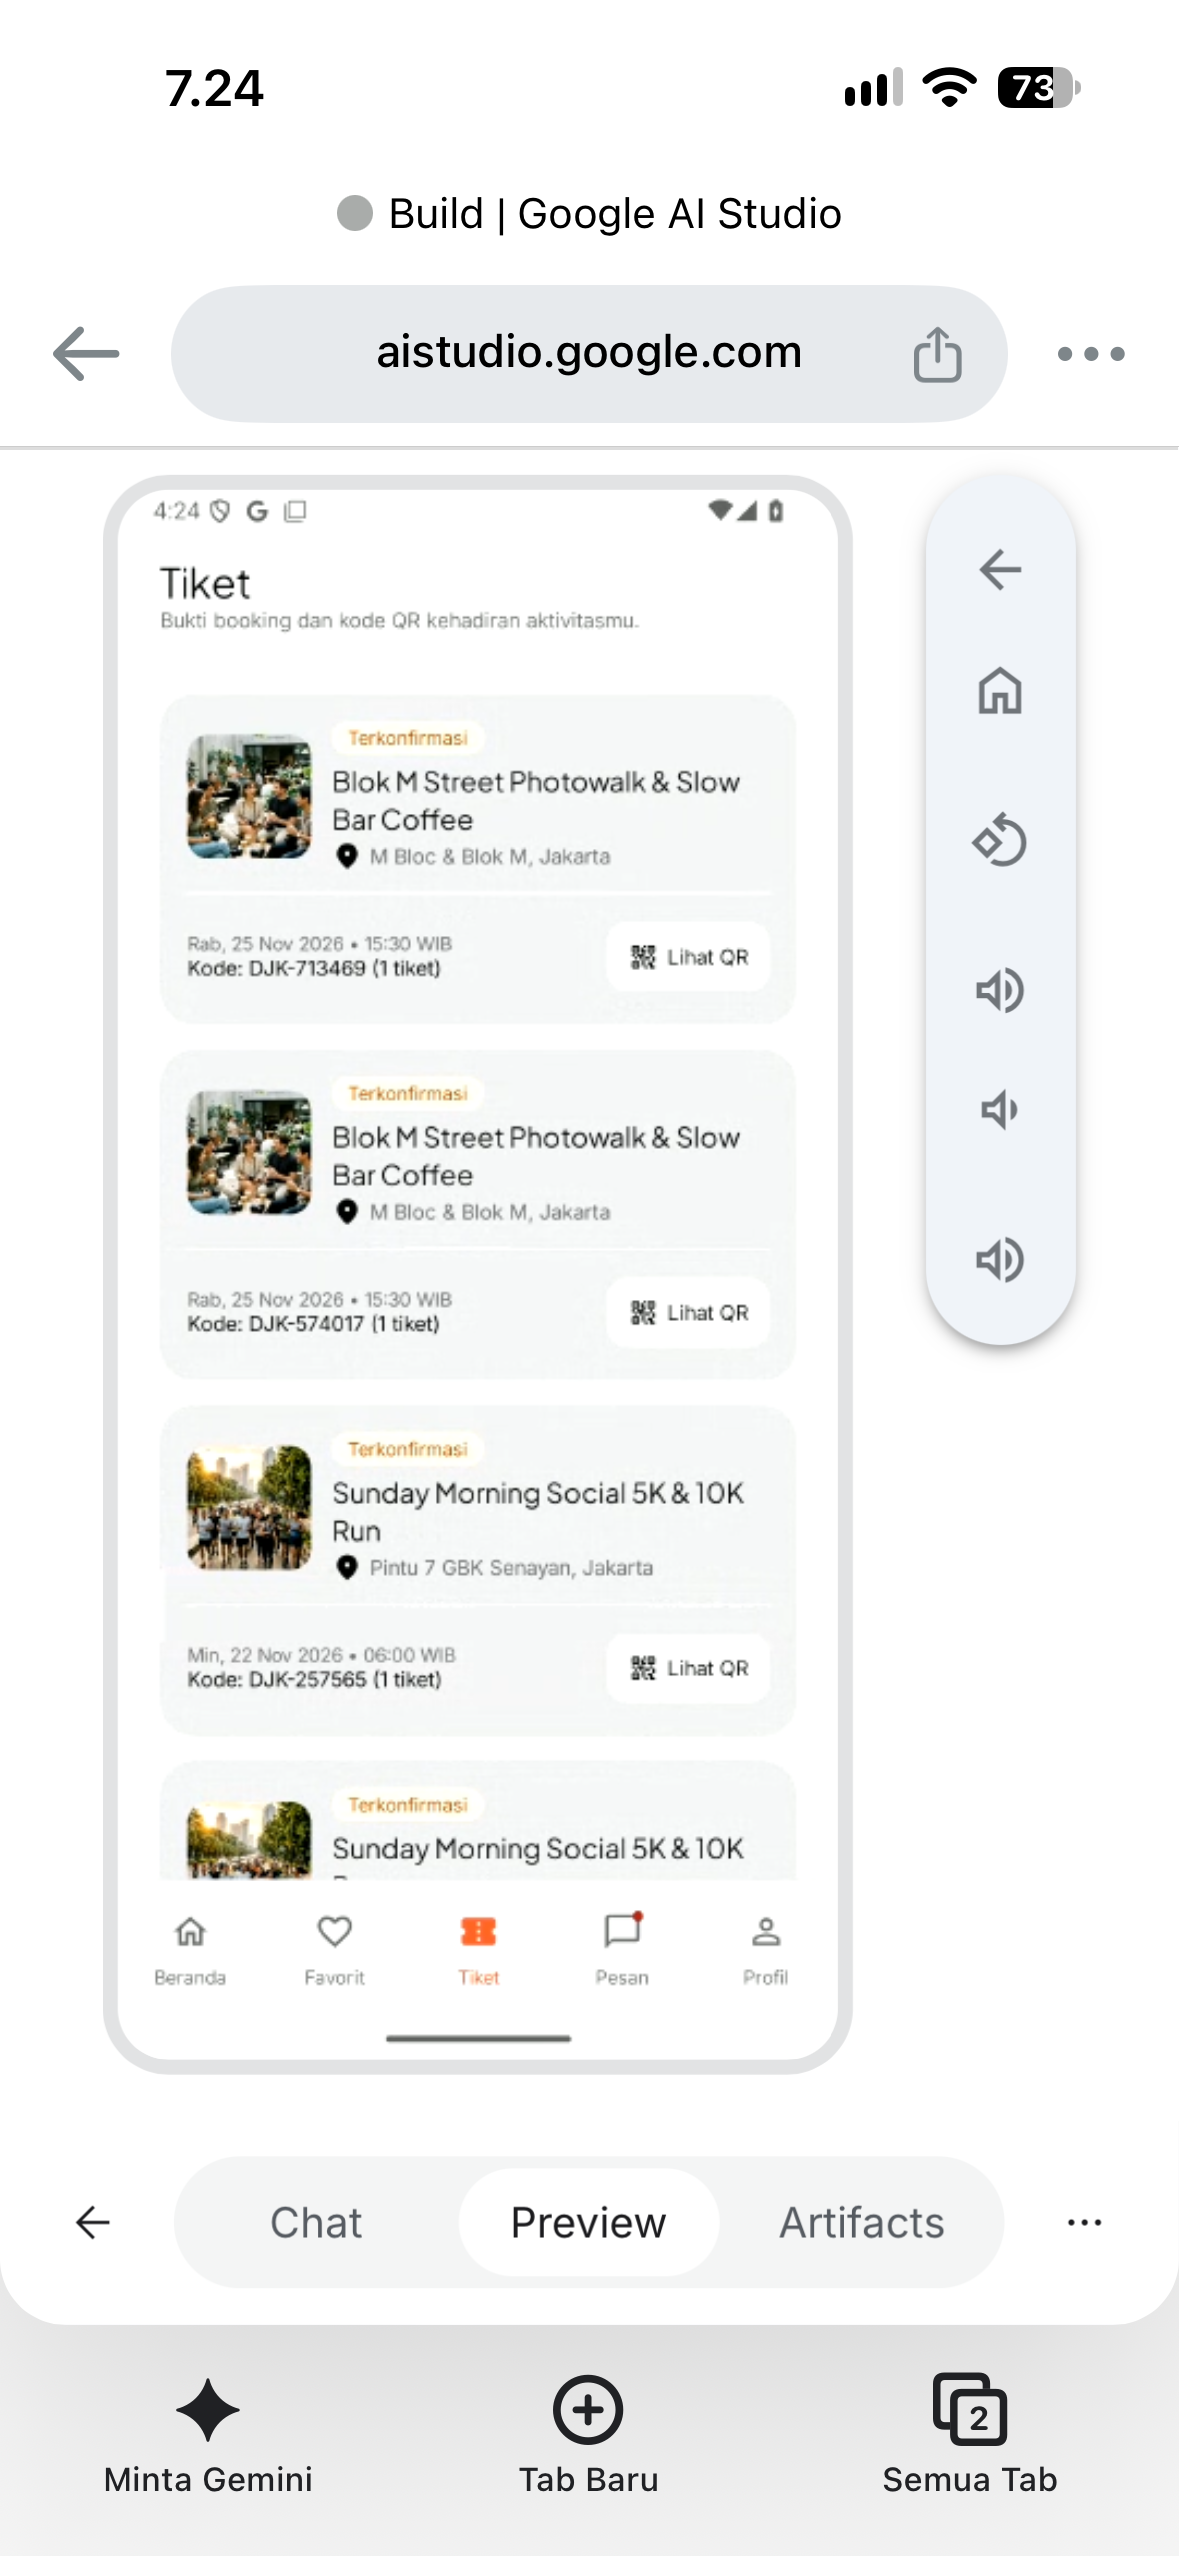 7.24
73
Build | Google AI Studio
aistudio.google.com
4:24
Tiket
Bukti booking dan kode QR kehadiran aktivitasmu.
Terkonfirmasi
Blok M Street Photowalk & Slow
Bar Coffee
M Bloc & Blok M, Jakarta
Rab, 25 Nov 2026 • 15:30 WIB
Kode: DJK-713469 (1 tiket)
Lihat QR
Terkonfirmasi
Blok M Street Photowalk & Slow
Bar Coffee
M Bloc & Blok M, Jakarta
Rab, 25 Nov 2026 • 15:30 WIB
Kode: DJK-574017 (1 tiket)
Lihat QR
Terkonfirmasi
Sunday Morning Social 5K & 10K
Run
Pintu 7 GBK Senayan, Jakarta
Min, 22 Nov 2026 • 06:00 WIB
Kode: DJK-257565 (1 tiket)
Lihat QR
Terkonfirmasi
Sunday Morning Social 5K & 10K
Beranda
Favorit
Tiket
Pesan
Profil
Chat
Preview
Artifacts
Minta Gemini
Tab Baru
2
Semua Tab